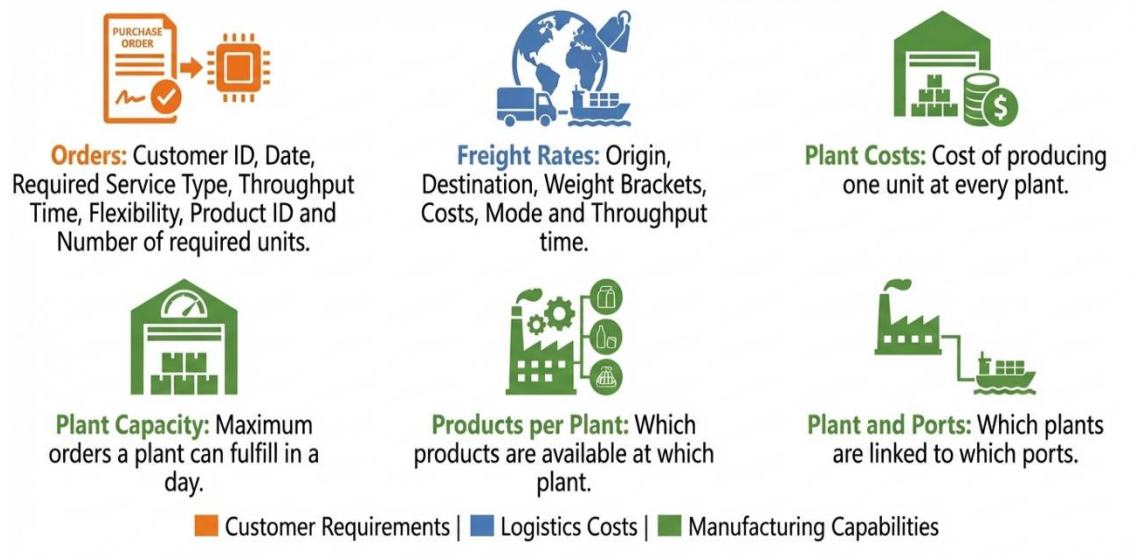 PURCHASE
ORDER
$
Orders: Customer ID, Date,
Required Service Type, Throughput
Time, Flexibility, Product ID and
Number of required units.
Freight Rates: Origin,
Destination, Weight Brackets,
Costs, Mode and Throughput
time.
Plant Costs: Cost of producing
one unit at every plant.
Plant Capacity: Maximum
orders a plant can fulfill in a
day.
Products per Plant: Which
products are available at which
plant.
Plant and Ports: Which plants
are linked to which ports.
Customer Requirements | Logistics Costs | Manufacturing Capabilities